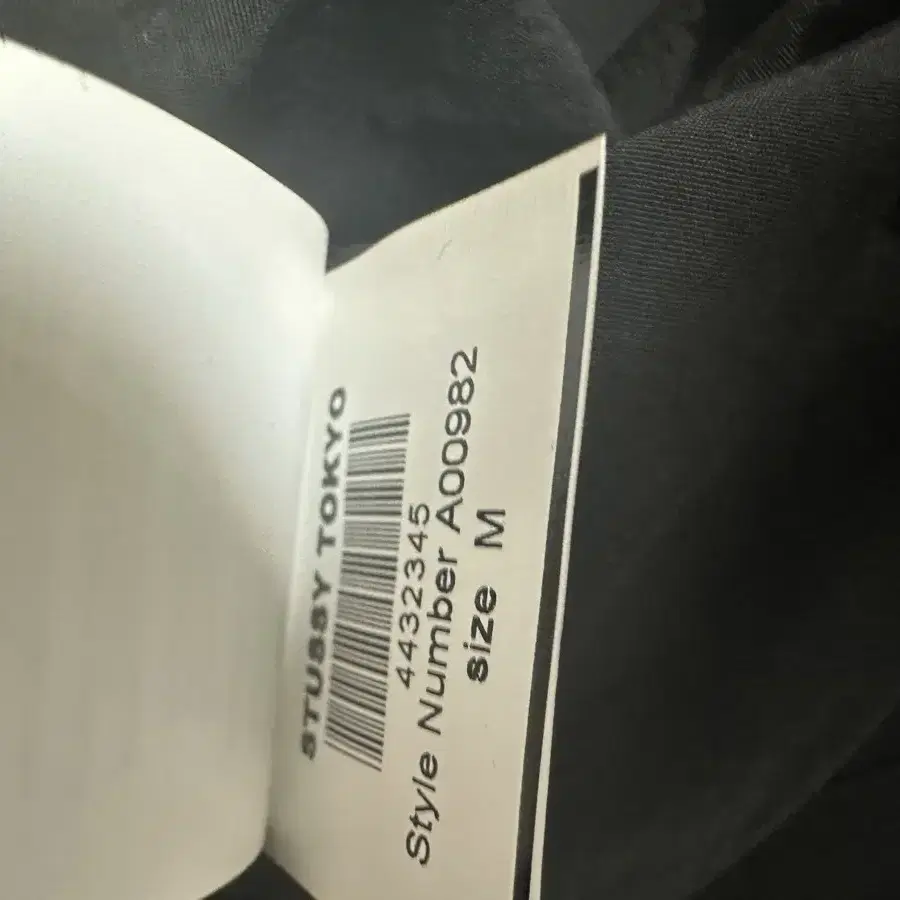 STUSSY TOKYO
4432345
Style Number A00982
size M